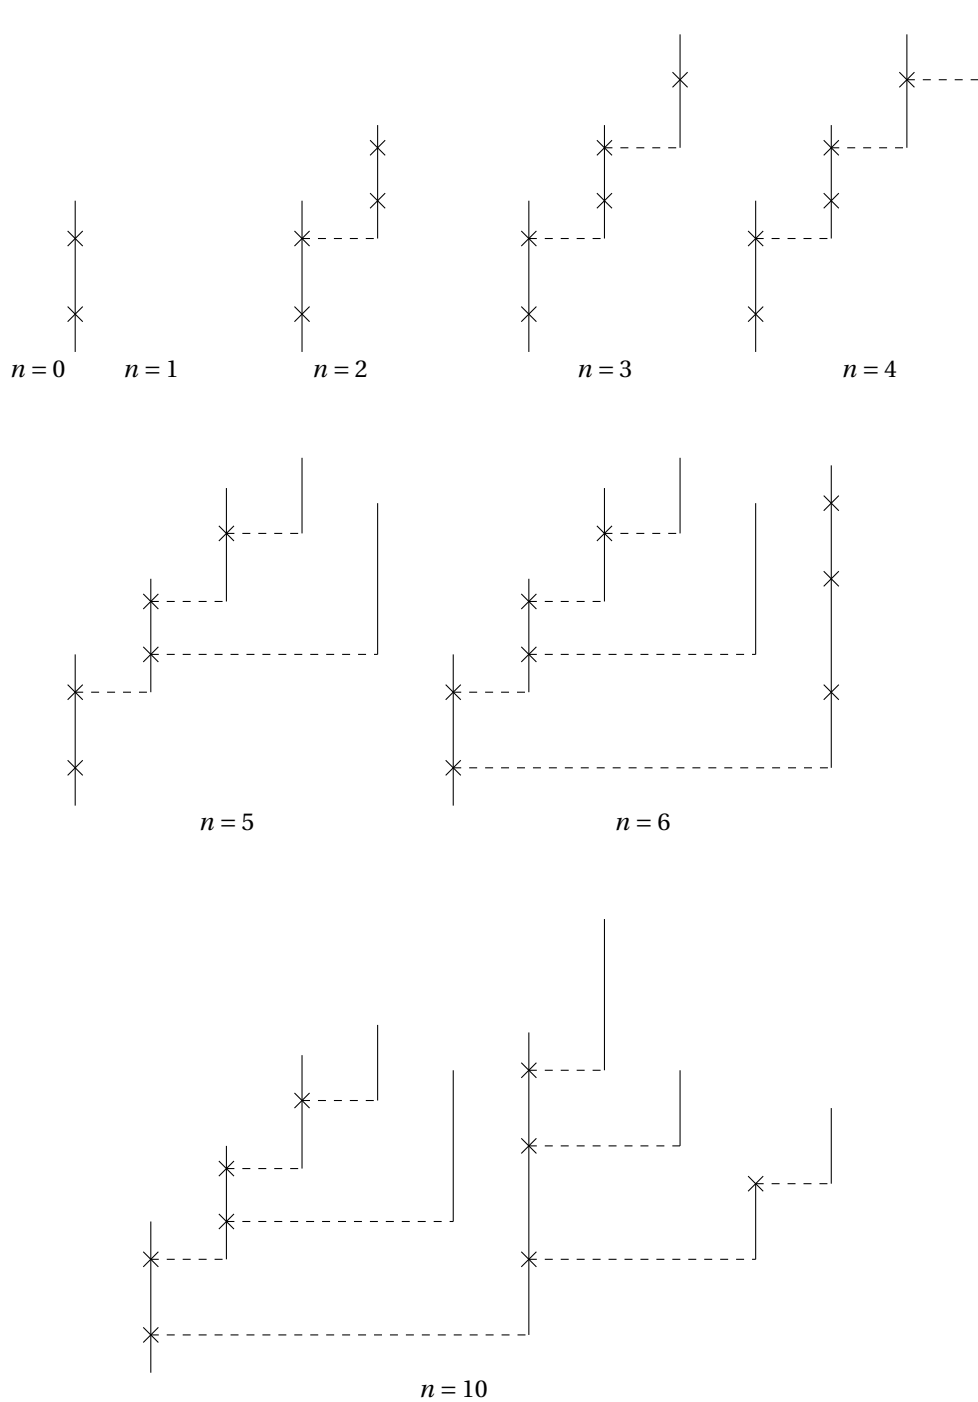 n = 0 n = 1 n = 2 n = 3 n = 4
n = 5 n = 6
n = 10